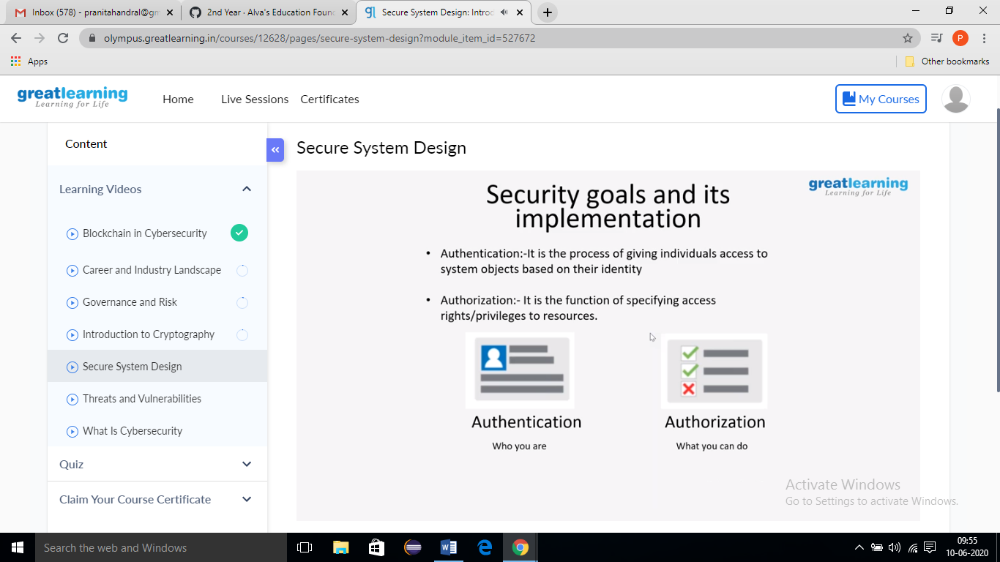 Inbox (578) - pranitahandral@gm
2nd Year · Alva's Education Foun
Secure System Design: Introd
olympus.greatlearning.in/courses/12628/pages/secure-system-design?module_item_id=527672
P
Apps
Other bookmarks
greatlearning
Learning for Life
Home
Live Sessions
Certificates
My Courses
Content
Learning Videos
Blockchain in Cybersecurity
Career and Industry Landscape
Governance and Risk
Introduction to Cryptography
Secure System Design
Threats and Vulnerabilities
What Is Cybersecurity
Quiz
Claim Your Course Certificate
Secure System Design
greatlearning
Learning for Life
Security goals and its
implementation
• Authentication:-It is the process of giving individuals access to
system objects based on their identity
• Authorization:- It is the function of specifying access
rights/privileges to resources.
Authentication
Who you are
Authorization
What you can do
Activate Windows
Go to Settings to activate Windows.
Search the web and Windows
09:55
10-06-2020